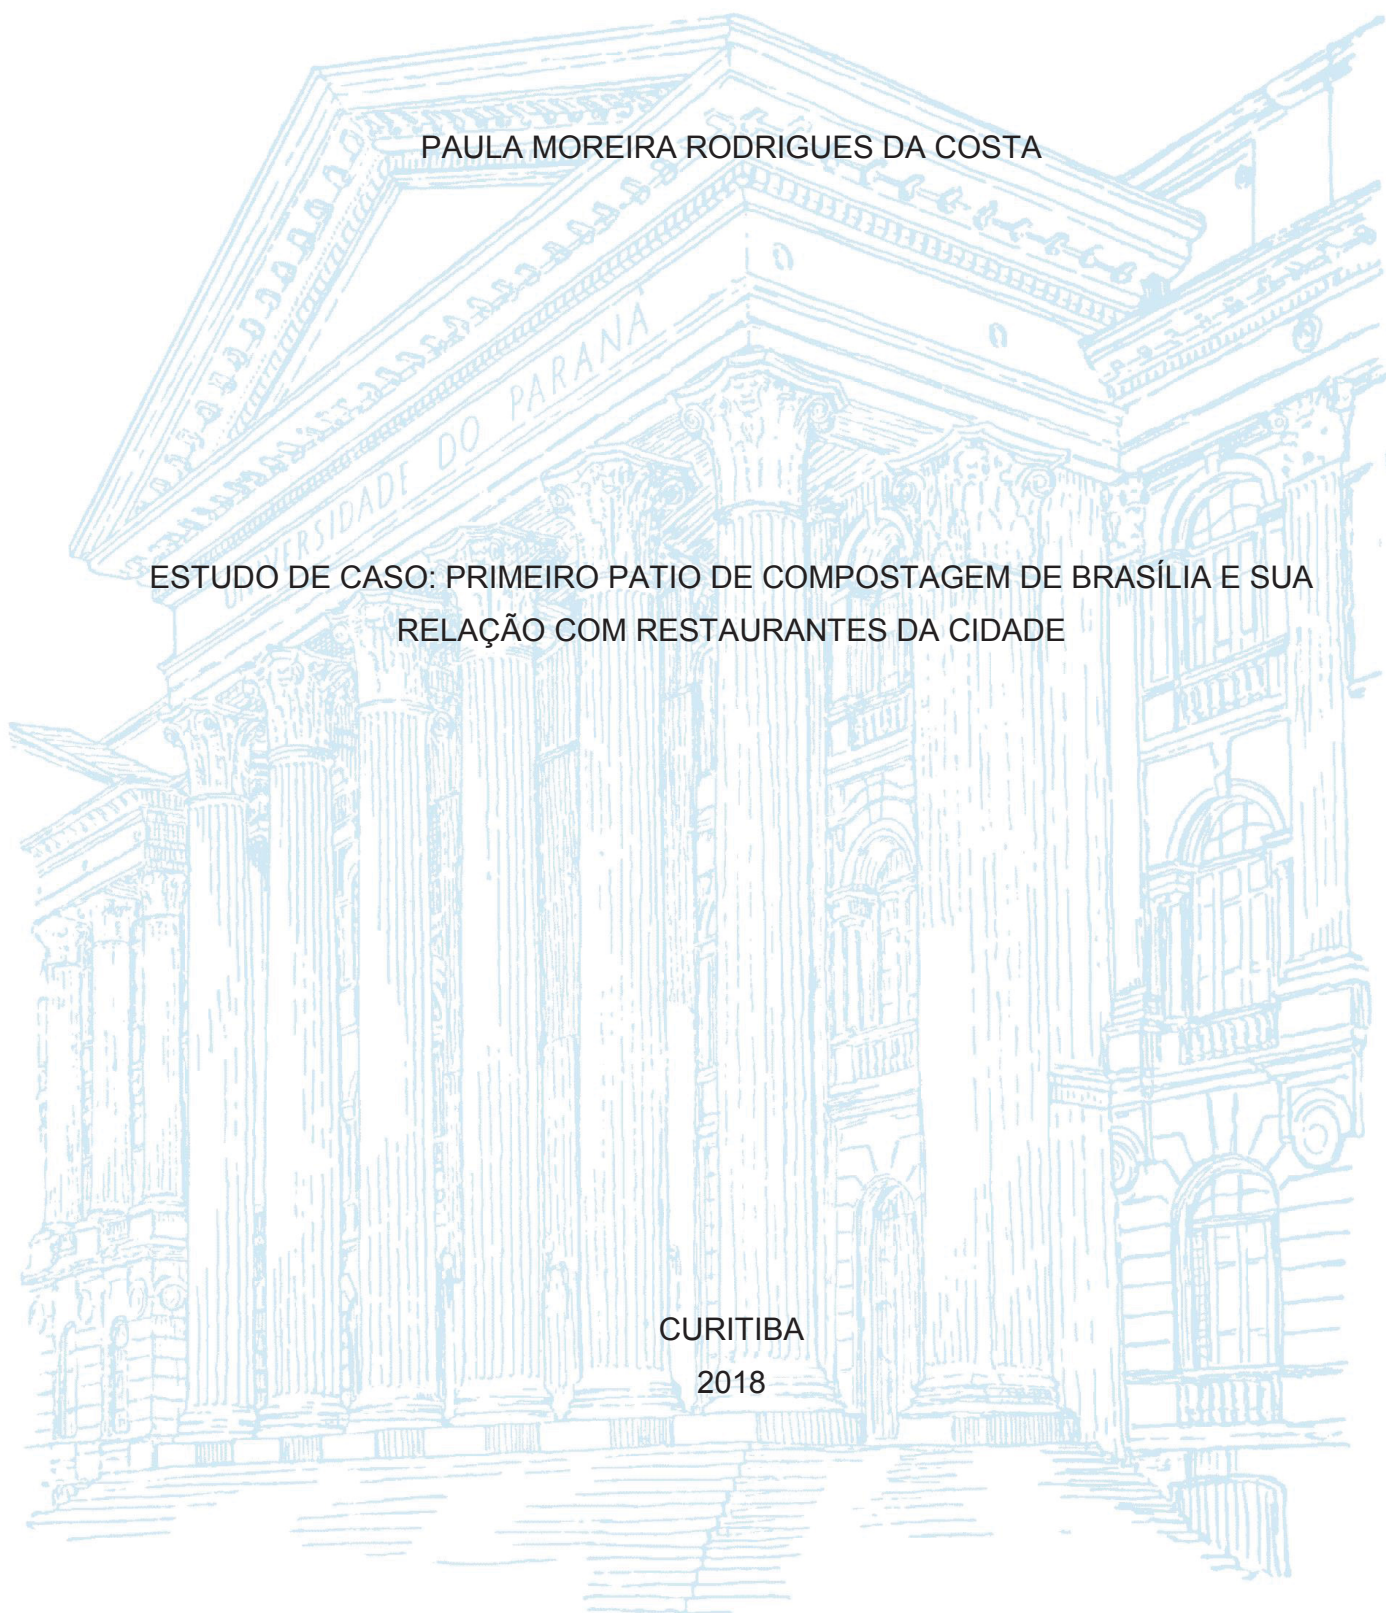 PAULA MOREIRA RODRIGUES DA COSTA
UNIVERSIDADE DO PARANÁ
ESTUDO DE CASO: PRIMEIRO PATIO DE COMPOSTAGEM DE BRASÍLIA E SUA
RELAÇÃO COM RESTAURANTES DA CIDADE
CURITIBA
2018